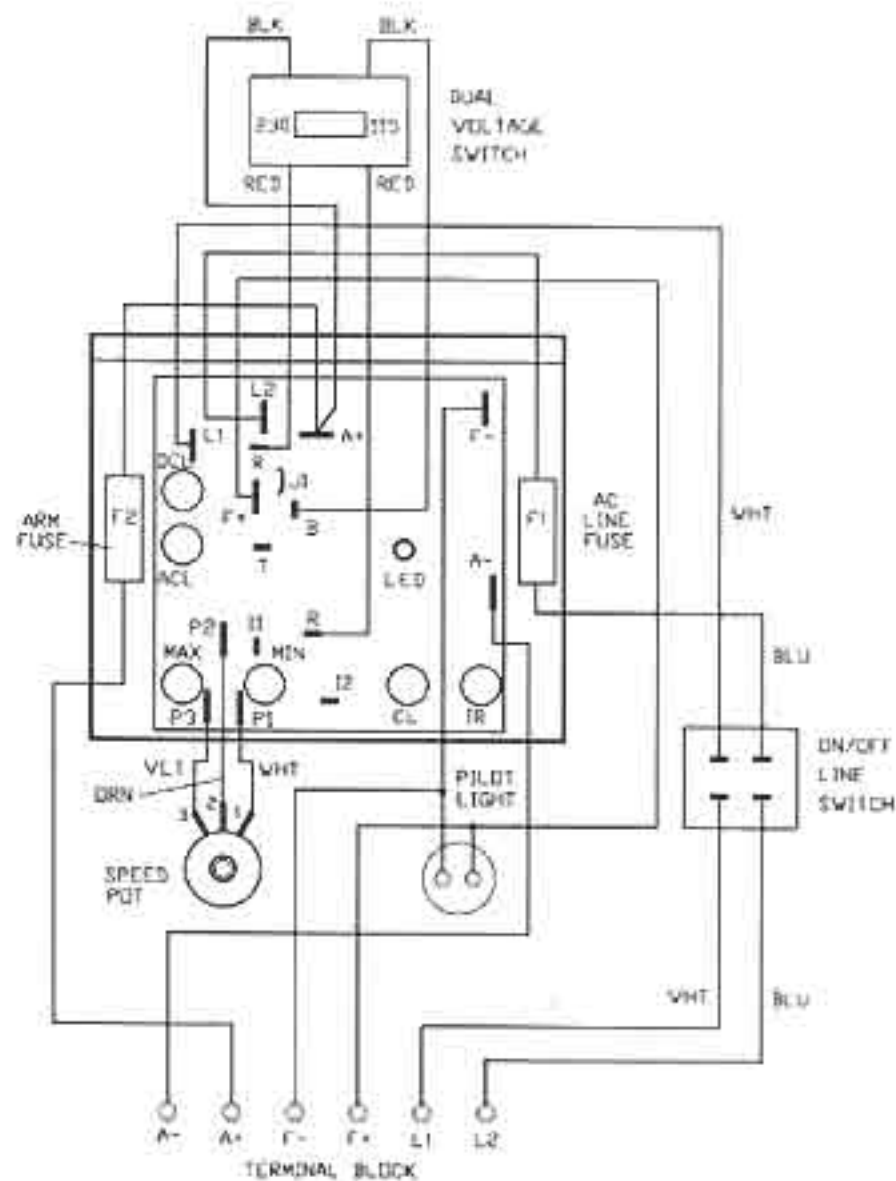 BLK
BLK
DUAL
VOLTAGE
SWITCH
230
115
RED
RED
L2
L1
A+
F-
DCL
X
J1
F+
B
ARM
FUSE
F2
F1
AC
LINE
FUSE
WHT
ACL
T
LED
A-
P2
I1
R
MAX
MIN
I2
BLU
P3
P1
CL
IR
VLT
WHT
ORN
PILOT
LIGHT
ON/OFF
LINE
SWITCH
3
2
1
SPEED
POT
WHT
BLU
A-
A+
F-
F+
L1
L2
TERMINAL BLOCK